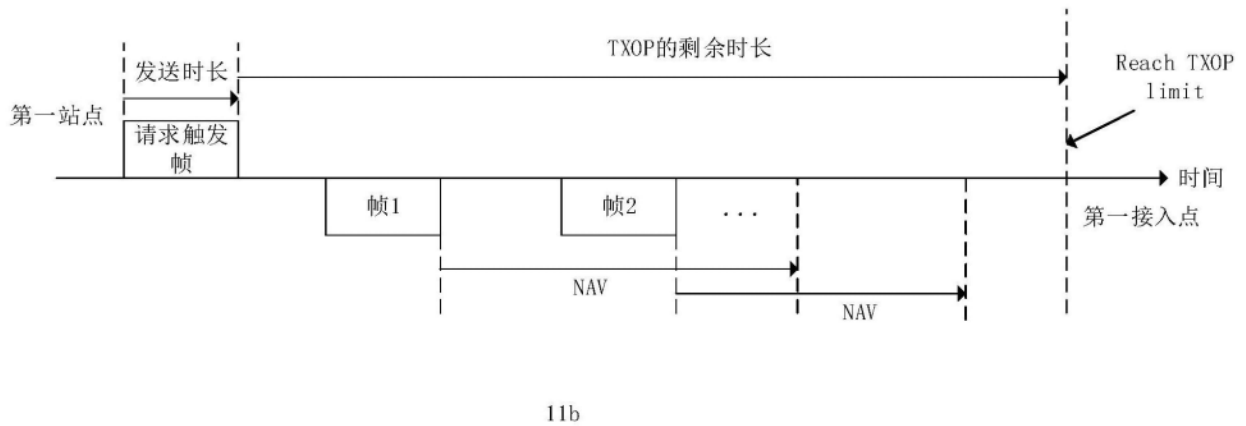 TXOP的剩余时长
发送时长
Reach TXOP
limit
第一站点
请求触发
帧
时间
帧1
帧2
...
第一接入点
NAV
NAV
11b